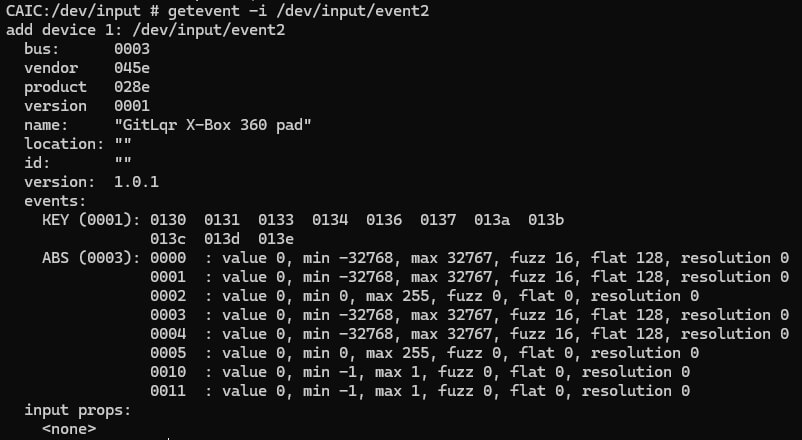 CAIC:/dev/input # getevent -i /dev/input/event2
add device 1: /dev/input/event2
  bus:      0003
  vendor    045e
  product   028e
  version   0001
  name:     "GitLqr X-Box 360 pad"
  location: ""
  id:       ""
  version:  1.0.1
  events:
    KEY (0001): 0130  0131  0133  0134  0136  0137  013a  013b
                013c  013d  013e
    ABS (0003): 0000  : value 0, min -32768, max 32767, fuzz 16, flat 128, resolution 0
                0001  : value 0, min -32768, max 32767, fuzz 16, flat 128, resolution 0
                0002  : value 0, min 0, max 255, fuzz 0, flat 0, resolution 0
                0003  : value 0, min -32768, max 32767, fuzz 16, flat 128, resolution 0
                0004  : value 0, min -32768, max 32767, fuzz 16, flat 128, resolution 0
                0005  : value 0, min 0, max 255, fuzz 0, flat 0, resolution 0
                0010  : value 0, min -1, max 1, fuzz 0, flat 0, resolution 0
                0011  : value 0, min -1, max 1, fuzz 0, flat 0, resolution 0
  input props:
    <none>